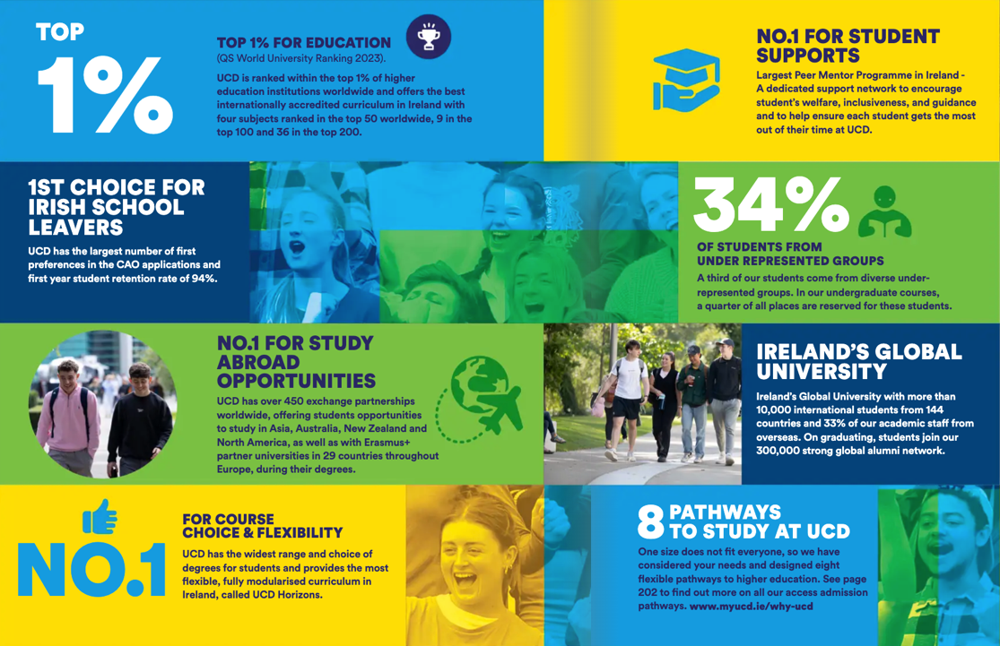 TOP
1%
TOP 1% FOR EDUCATION
(QS World University Ranking 2023).
UCD is ranked within the top 1% of higher
education institutions worldwide and offers the best
internationally accredited curriculum in Ireland with
four subjects ranked in the top 50 worldwide, 9 in the
top 100 and 36 in the top 200.
NO.1 FOR STUDENT
SUPPORTS
Largest Peer Mentor Programme in Ireland -
A dedicated support network to encourage
student's welfare, inclusiveness, and guidance
and to help ensure each student gets the most
out of their time at UCD.
1ST CHOICE FOR
IRISH SCHOOL
LEAVERS
UCD has the largest number of first
preferences in the CAO applications and
first year student retention rate of 94%.
34%
OF STUDENTS FROM
UNDER REPRESENTED GROUPS
A third of our students come from diverse under-
represented groups. In our undergraduate courses,
a quarter of all places are reserved for these students.
NO.1 FOR STUDY
ABROAD
OPPORTUNITIES
UCD has over 450 exchange partnerships
worldwide, offering students opportunities
to study in Asia, Australia, New Zealand and
North America, as well as with Erasmus+
partner universities in 29 countries throughout
Europe, during their degrees.
IRELAND'S GLOBAL
UNIVERSITY
Ireland's Global University with more than
10,000 international students from 144
countries and 33% of our academic staff from
overseas. On graduating, students join our
300,000 strong global alumni network.
NO.1
FOR COURSE
CHOICE & FLEXIBILITY
UCD has the widest range and choice of
degrees for students and provides the most
flexible, fully modularised curriculum in
Ireland, called UCD Horizons.
8 PATHWAYS
TO STUDY AT UCD
One size does not fit everyone, so we have
considered your needs and designed eight
flexible pathways to higher education. See page
202 to find out more on all our access admission
pathways. www.myucd.ie/why-ucd